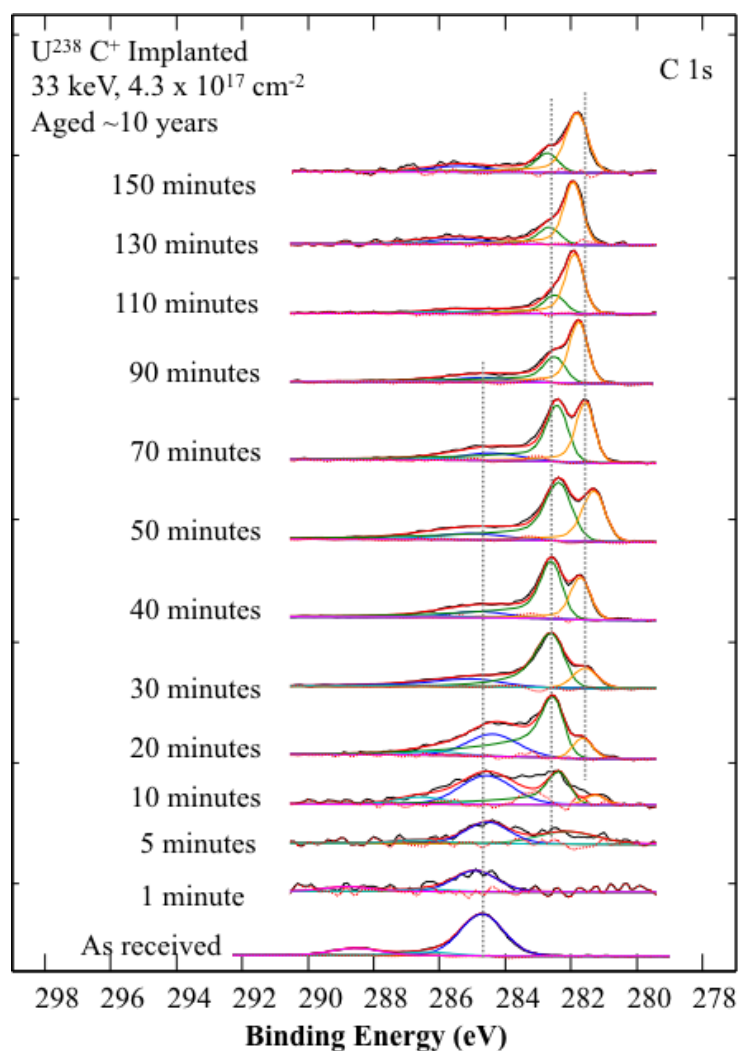 U²³⁸ C⁺ Implanted
33 keV, 4.3 x 10¹⁷ cm⁻²
Aged ~10 years
C 1s
150 minutes
130 minutes
110 minutes
90 minutes
70 minutes
50 minutes
40 minutes
30 minutes
20 minutes
10 minutes
5 minutes
1 minute
As received
298 296 294 292 290 288 286 284 282 280 278
Binding Energy (eV)